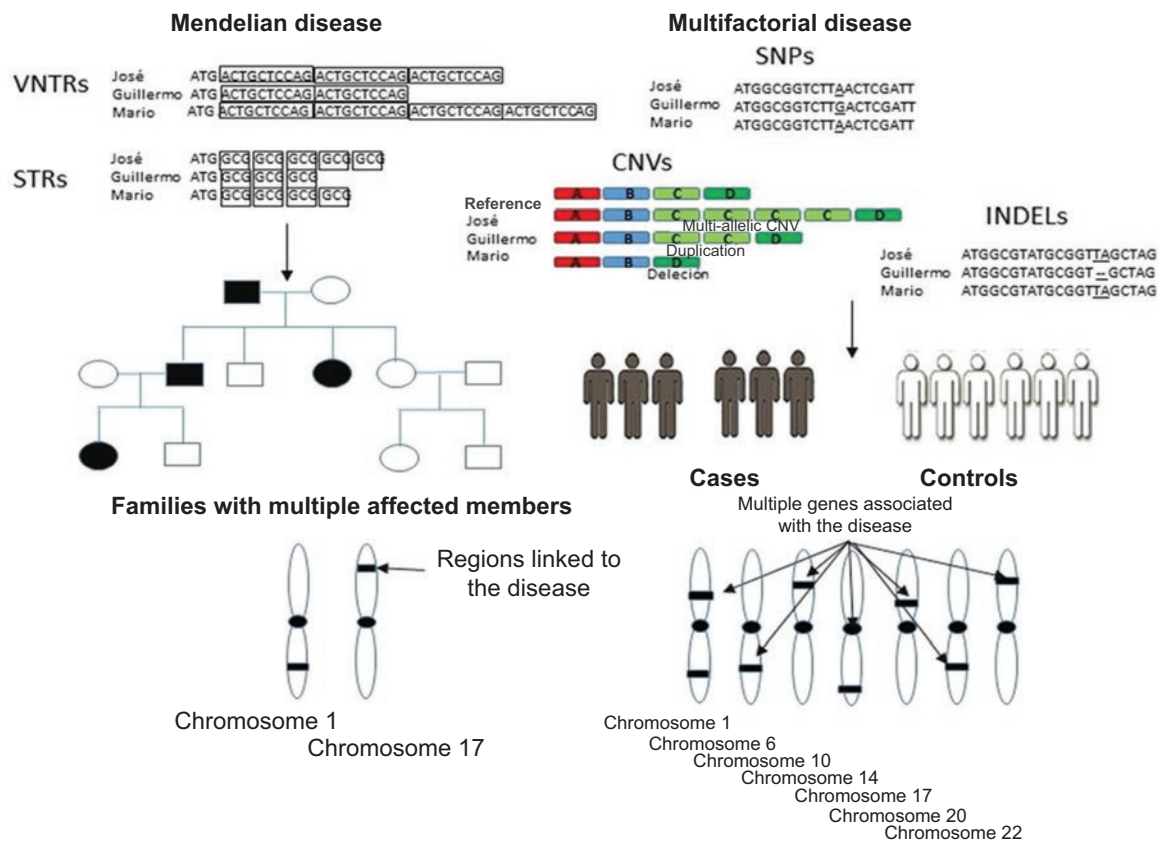 Mendelian disease
VNTRs
José ATG ACTGCTCCAG ACTGCTCCAG ACTGCTCCAG
Guillermo ATG ACTGCTCCAG ACTGCTCCAG
Mario ATG ACTGCTCCAG ACTGCTCCAG ACTGCTCCAG ACTGCTCCAG
STRs
José ATG GCG GCG GCG GCG GCG
Guillermo ATG GCG GCG GCG
Mario ATG GCG GCG GCG GCG
Families with multiple affected members
Regions linked to
the disease
Chromosome 1
Chromosome 17
Multifactorial disease
SNPs
José ATGGCGGTCTTAACTCGATT
Guillermo ATGGCGGTCTTGACTCGATT
Mario ATGGCGGTCTTAACTCGATT
CNVs
Reference A B C D
José A B C C C C D
Multi-allelic CNV
Guillermo A B C C D
Duplication
Mario A B D
Deleción
INDELs
José ATGGCGTATGCGGTTAGCTAG
Guillermo ATGGCGTATGCGGT--GCTAG
Mario ATGGCGTATGCGGTTAGCTAG
Cases Controls
Multiple genes associated
with the disease
Chromosome 1
Chromosome 6
Chromosome 10
Chromosome 14
Chromosome 17
Chromosome 20
Chromosome 22